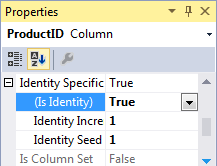 Properties
ProductID Column
Identity Specific True
(Is Identity) True
Identity Incre 1
Identity Seed 1
Is Column Set False